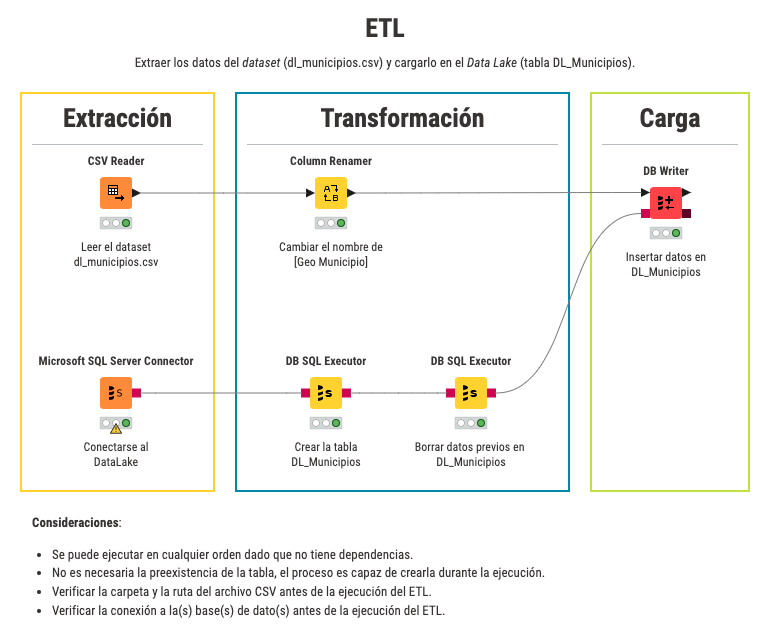 ETL
Extraer los datos del dataset (dl_municipios.csv) y cargarlo en el Data Lake (tabla DL_Municipios).
Extracción
Transformación
Carga
CSV Reader
Column Renamer
DB Writer
A
B
Leer el dataset
dl_municipios.csv
Cambiar el nombre de
[Geo Municipio]
Insertar datos en
DL_Municipios
Microsoft SQL Server Connector
DB SQL Executor
DB SQL Executor
S
s
s
Conectarse al
DataLake
Crear la tabla
DL_Municipios
Borrar datos previos en
DL_Municipios
Consideraciones:
• Se puede ejecutar en cualquier orden dado que no tiene dependencias.
• No es necesaria la preexistencia de la tabla, el proceso es capaz de crearla durante la ejecución.
• Verificar la carpeta y la ruta del archivo CSV antes de la ejecución del ETL.
• Verificar la conexión a la(s) base(s) de dato(s) antes de la ejecución del ETL.